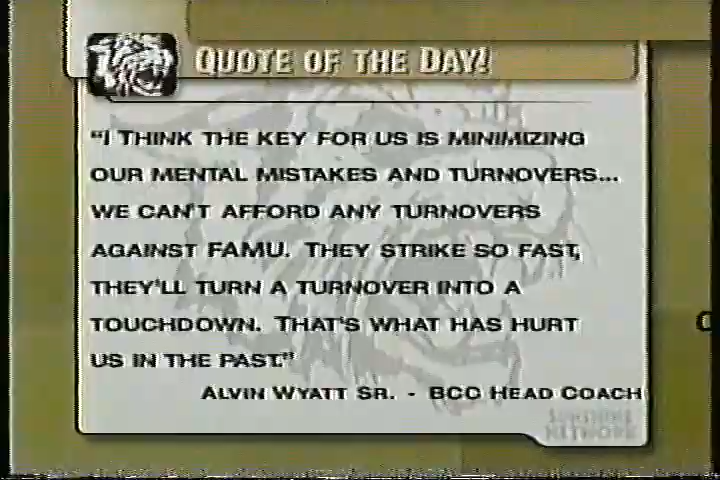 QUOTE OF THE DAY!
"I THINK THE KEY FOR US IS MINIMIZING
OUR MENTAL MISTAKES AND TURNOVERS...
WE CAN'T AFFORD ANY TURNOVERS
AGAINST FAMU. THEY STRIKE SO FAST,
THEY'LL TURN A TURNOVER INTO A
TOUCHDOWN. THAT'S WHAT HAS HURT
US IN THE PAST."
ALVIN WYATT SR. - BCC HEAD COACH
SUNSHINE
NETWORK